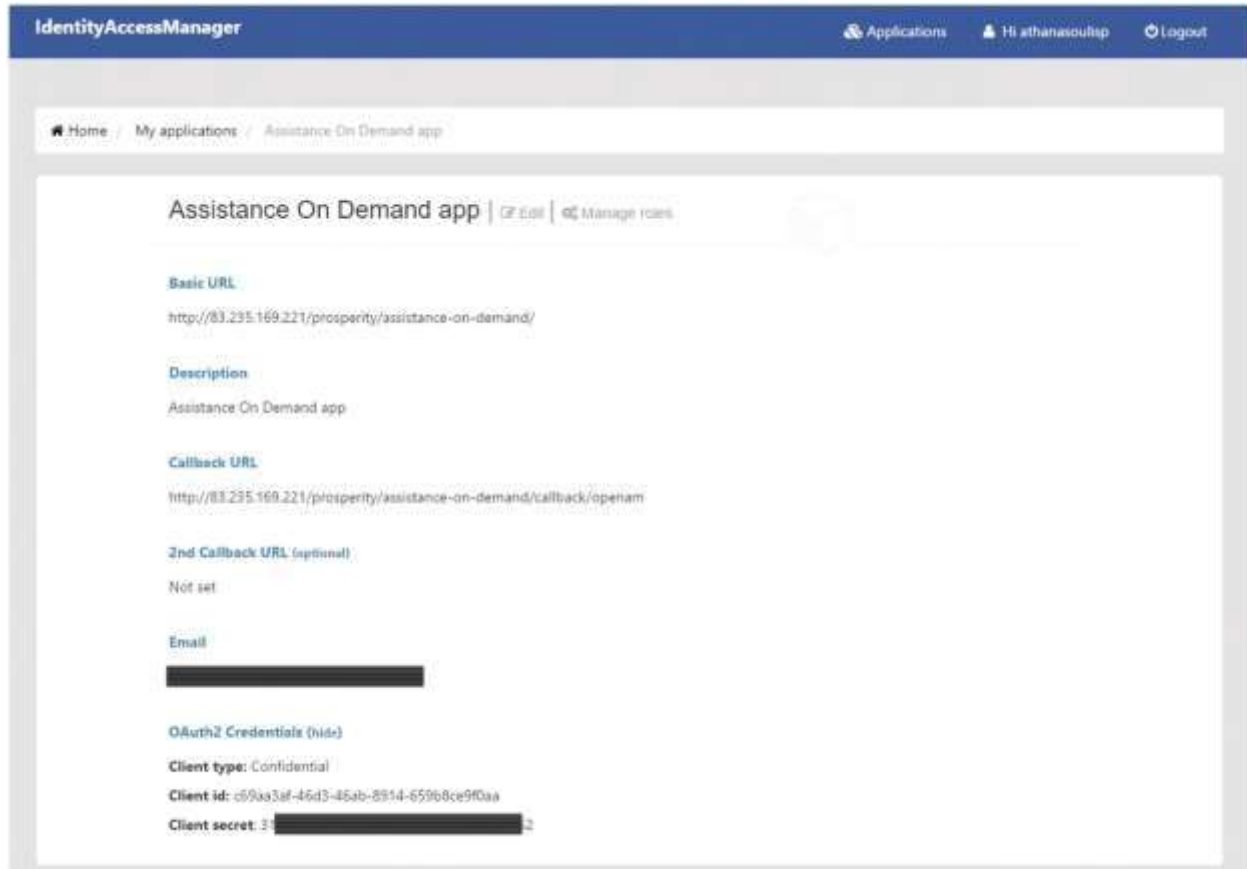 IdentityAccessManager
Applications Hi athanasoulisp Logout
Home / My applications / Assistance On Demand app
Assistance On Demand app | Edit | Manage roles
Basic URL
http://83.235.169.221/prosperity/assistance-on-demand/
Description
Assistance On Demand app
Callback URL
http://83.235.169.221/prosperity/assistance-on-demand/callback/openam
2nd Callback URL (optional)
Not set
Email
OAuth2 Credentials (hide)
Client type: Confidential
Client id: c69aa3af-46d3-46ab-8914-659b8ce9f0aa
Client secret: 31